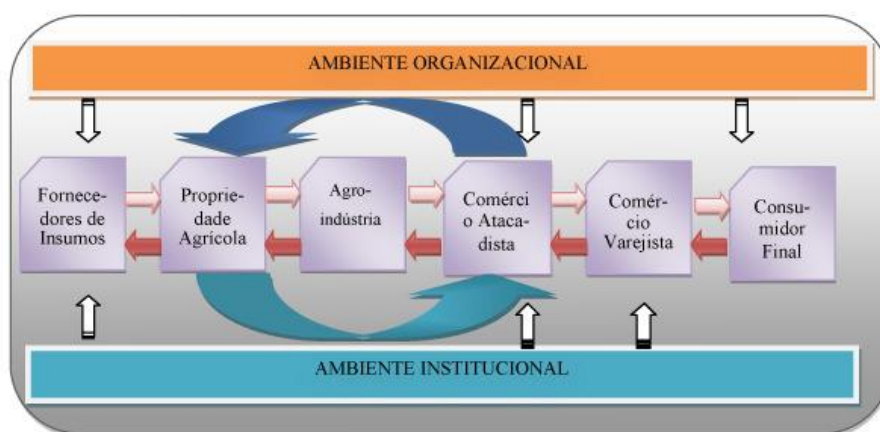 AMBIENTE ORGANIZACIONAL
Fornece-
dores de
Insumos
Proprie-
dade
Agrícola
Agro-
indústria
Comérci
o Ataca-
dista
Comér-
cio
Varejista
Consu-
midor
Final
AMBIENTE INSTITUCIONAL